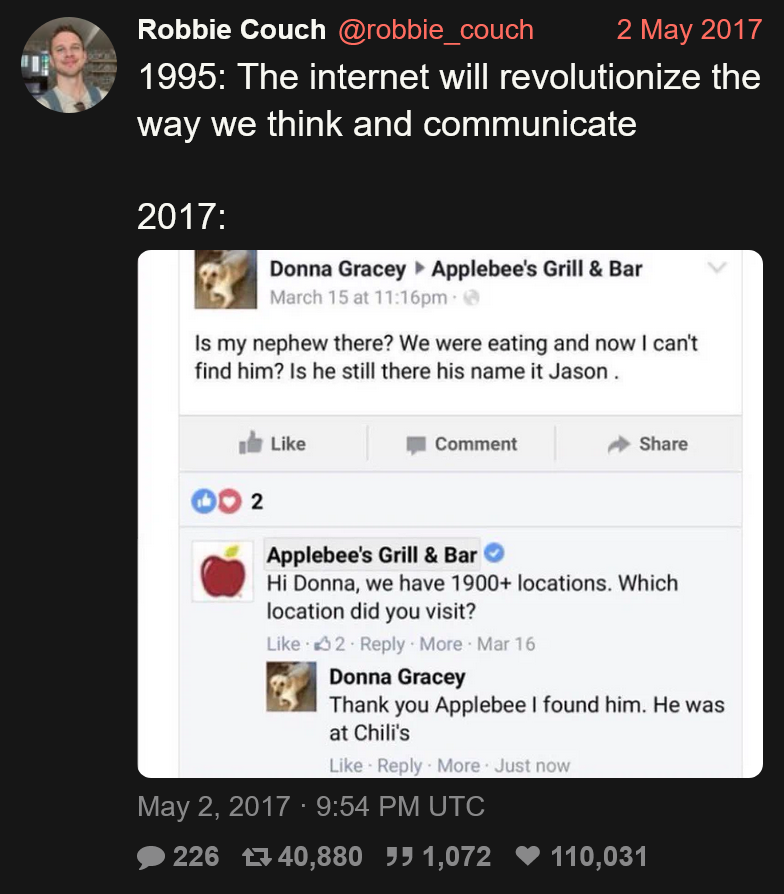 Robbie Couch @robbie_couch 2 May 2017
1995: The internet will revolutionize the
way we think and communicate
2017:
Donna Gracey ▶ Applebee's Grill & Bar
March 15 at 11:16pm ·
Is my nephew there? We were eating and now I can't
find him? Is he still there his name it Jason .
Like Comment Share
2
Applebee's Grill & Bar
Hi Donna, we have 1900+ locations. Which
location did you visit?
Like · 2 · Reply · More · Mar 16
Donna Gracey
Thank you Applebee I found him. He was
at Chili's
Like · Reply · More · Just now
May 2, 2017 · 9:54 PM UTC
226 40,880 1,072 110,031